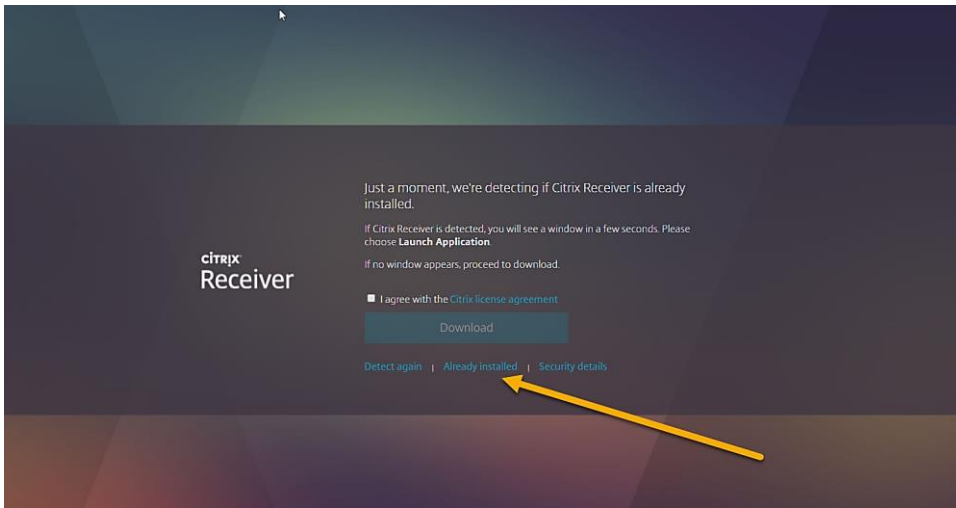 Just a moment, we're detecting if Citrix Receiver is already
installed.
If Citrix Receiver is detected, you will see a window in a few seconds. Please
choose Launch Application.
If no window appears, proceed to download.
CİTRIX
Receiver
I agree with the Citrix license agreement
Download
Detect again | Already installed | Security details